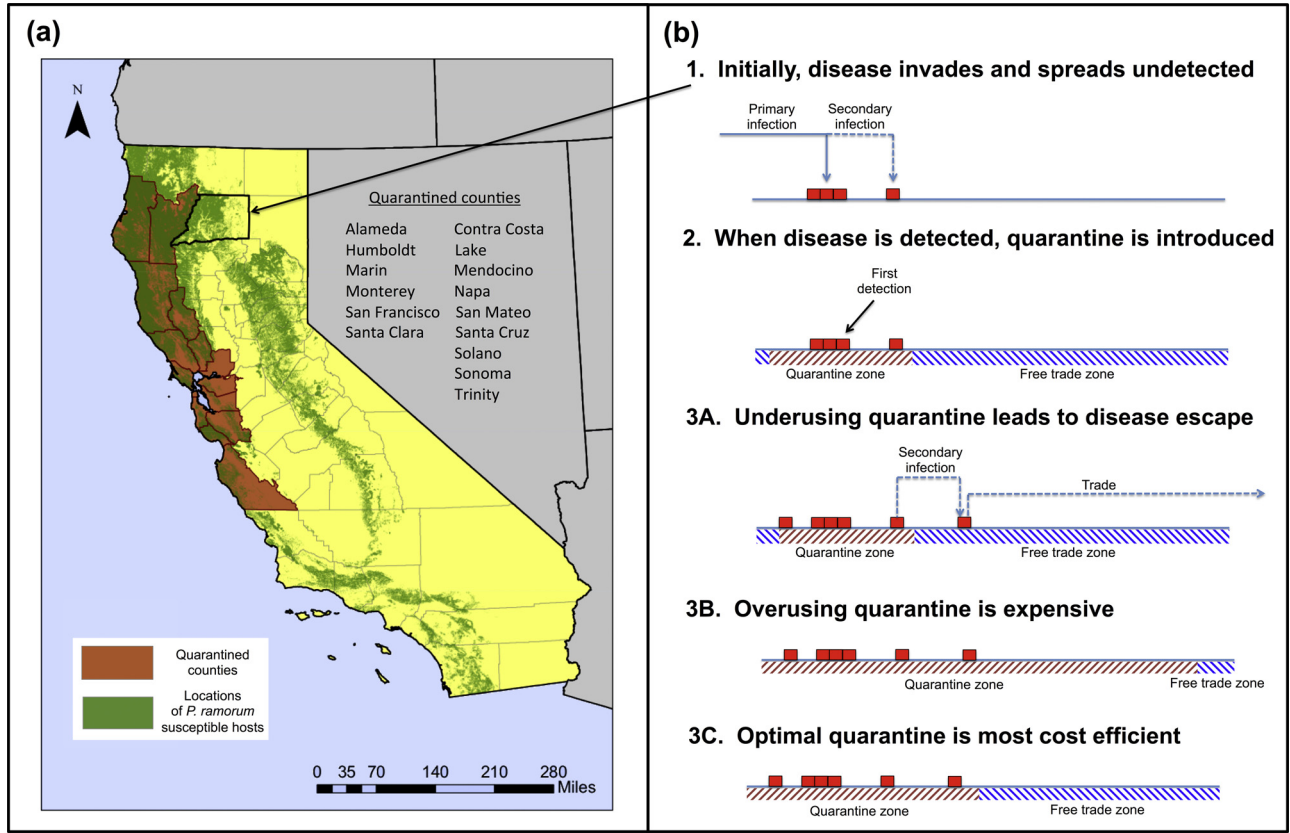 (a)
N
Quarantined counties
Alameda
Contra Costa
Humboldt
Lake
Marin
Mendocino
Monterey
Napa
San Francisco
San Mateo
Santa Clara
Santa Cruz
Solano
Sonoma
Trinity
Quarantined
counties
Locations
of P. ramorum
susceptible hosts
0 35 70 140 210 280
Miles
(b)
1. Initially, disease invades and spreads undetected
Primary
infection
Secondary
infection
2. When disease is detected, quarantine is introduced
First
detection
Quarantine zone
Free trade zone
3A. Underusing quarantine leads to disease escape
Secondary
infection
Trade
Quarantine zone
Free trade zone
3B. Overusing quarantine is expensive
Quarantine zone
Free trade zone
3C. Optimal quarantine is most cost efficient
Quarantine zone
Free trade zone